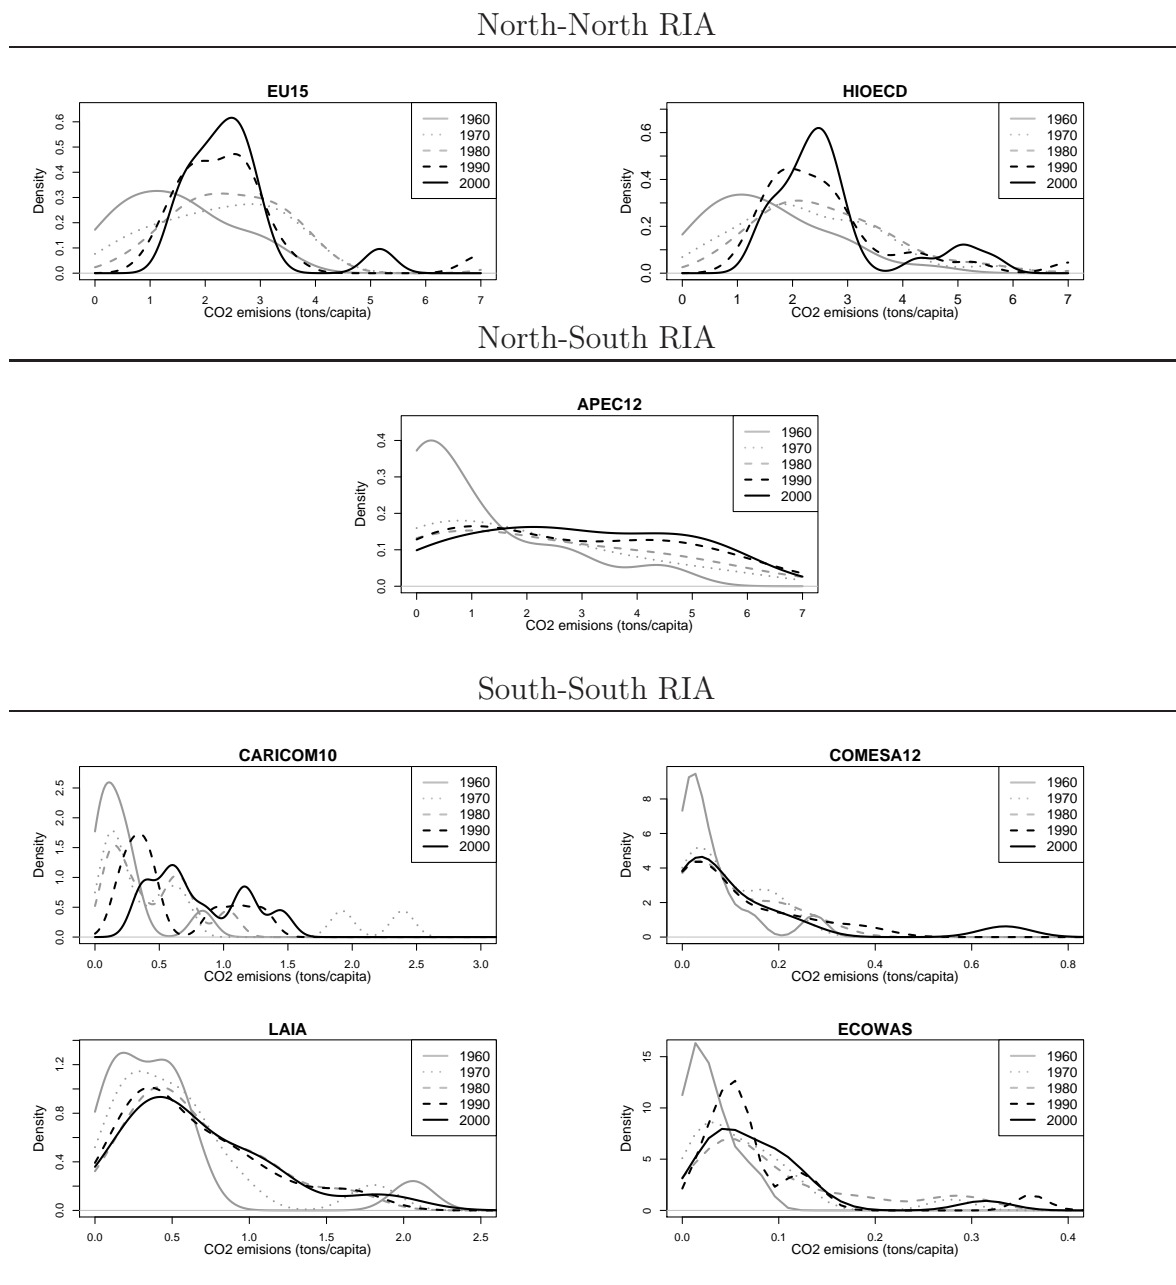 North-North RIA
EU15
Density
0.0 0.1 0.2 0.3 0.4 0.5 0.6
1960
1970
1980
1990
2000
0 1 2 3 4 5 6 7
CO2 emisions (tons/capita)
HIOECD
Density
0.0 0.2 0.4 0.6
1960
1970
1980
1990
2000
0 1 2 3 4 5 6 7
CO2 emisions (tons/capita)
North-South RIA
APEC12
Density
0.0 0.1 0.2 0.3 0.4
1960
1970
1980
1990
2000
0 1 2 3 4 5 6 7
CO2 emisions (tons/capita)
South-South RIA
CARICOM10
Density
0.0 0.5 1.0 1.5 2.0 2.5
1960
1970
1980
1990
2000
0.0 0.5 1.0 1.5 2.0 2.5 3.0
CO2 emisions (tons/capita)
COMESA12
Density
0 2 4 6 8
1960
1970
1980
1990
2000
0.0 0.2 0.4 0.6 0.8
CO2 emisions (tons/capita)
LAIA
Density
0.0 0.4 0.8 1.2
1960
1970
1980
1990
2000
0.0 0.5 1.0 1.5 2.0 2.5
CO2 emisions (tons/capita)
ECOWAS
Density
0 5 10 15
1960
1970
1980
1990
2000
0.0 0.1 0.2 0.3 0.4
CO2 emisions (tons/capita)